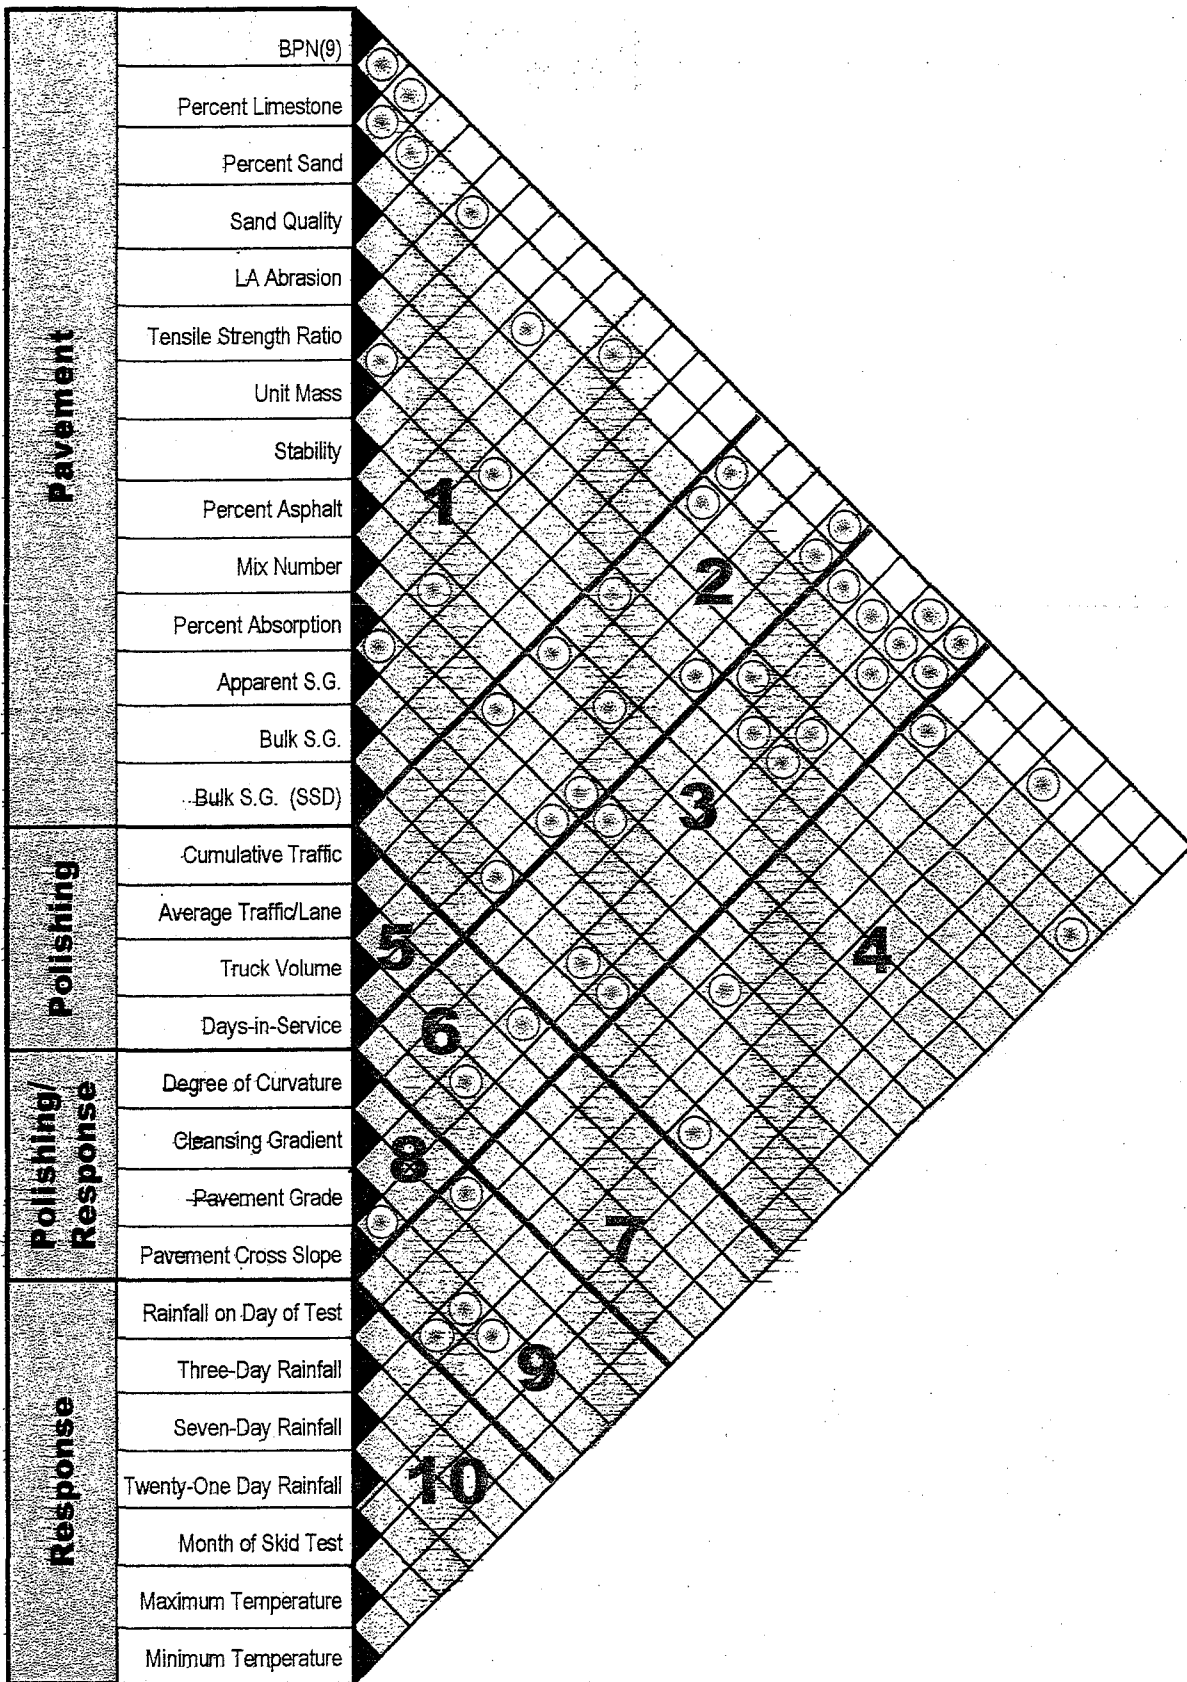 Pavement
BPN(9)
Percent Limestone
Percent Sand
Sand Quality
LA Abrasion
Tensile Strength Ratio
Unit Mass
Stability
Percent Asphalt
Mix Number
Percent Absorption
Apparent S.G.
Bulk S.G.
Bulk S.G. (SSD)
Polishing
Cumulative Traffic
Average Traffic/Lane
Truck Volume
Days-in-Service
Polishing/
Response
Degree of Curvature
Cleansing Gradient
Pavement Grade
Pavement Cross Slope
Response
Rainfall on Day of Test
Three-Day Rainfall
Seven-Day Rainfall
Twenty-One Day Rainfall
Month of Skid Test
Maximum Temperature
Minimum Temperature
1
2
3
4
5
6
7
8
9
10